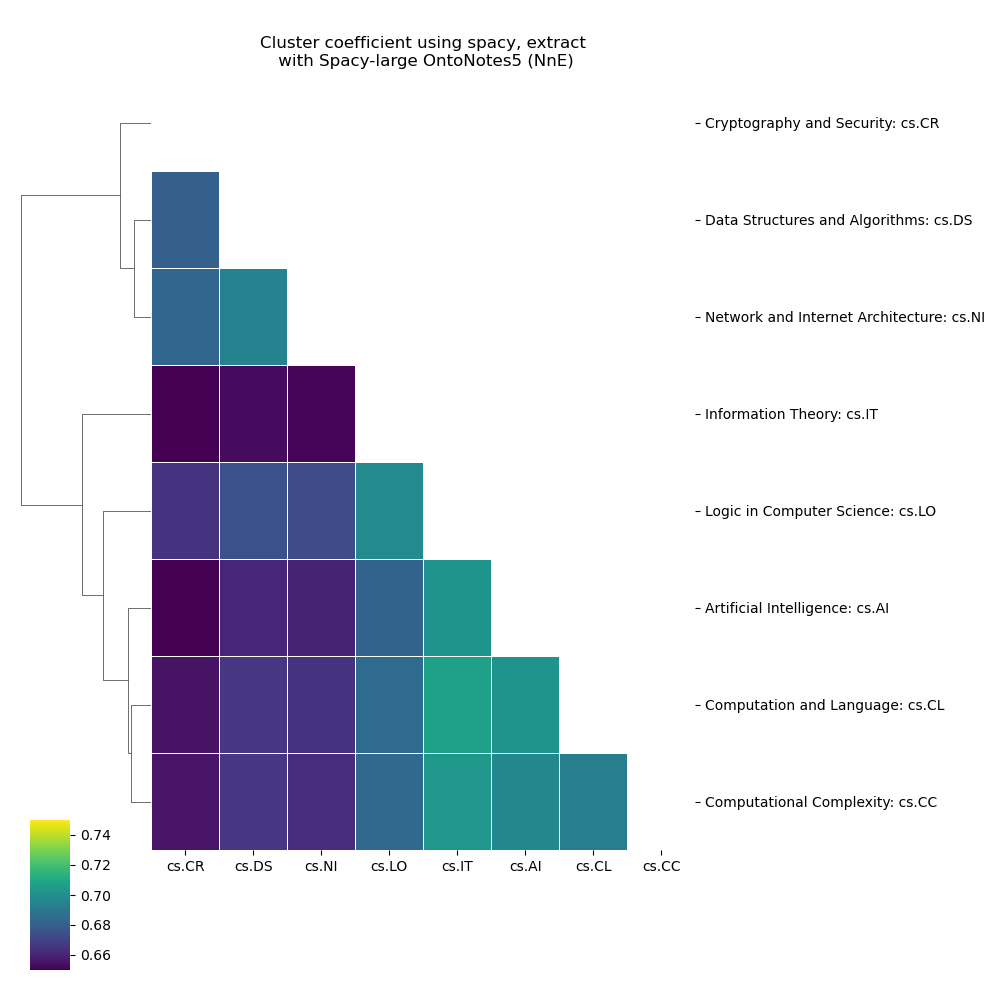 Cluster coefficient using spacy, extract
with Spacy-large OntoNotes5 (NnE)
Cryptography and Security: cs.CR
Data Structures and Algorithms: cs.DS
Network and Internet Architecture: cs.NI
Information Theory: cs.IT
Logic in Computer Science: cs.LO
Artificial Intelligence: cs.AI
Computation and Language: cs.CL
Computational Complexity: cs.CC
cs.CR cs.DS cs.NI cs.LO cs.IT cs.AI cs.CL cs.CC
0.74
0.72
0.70
0.68
0.66